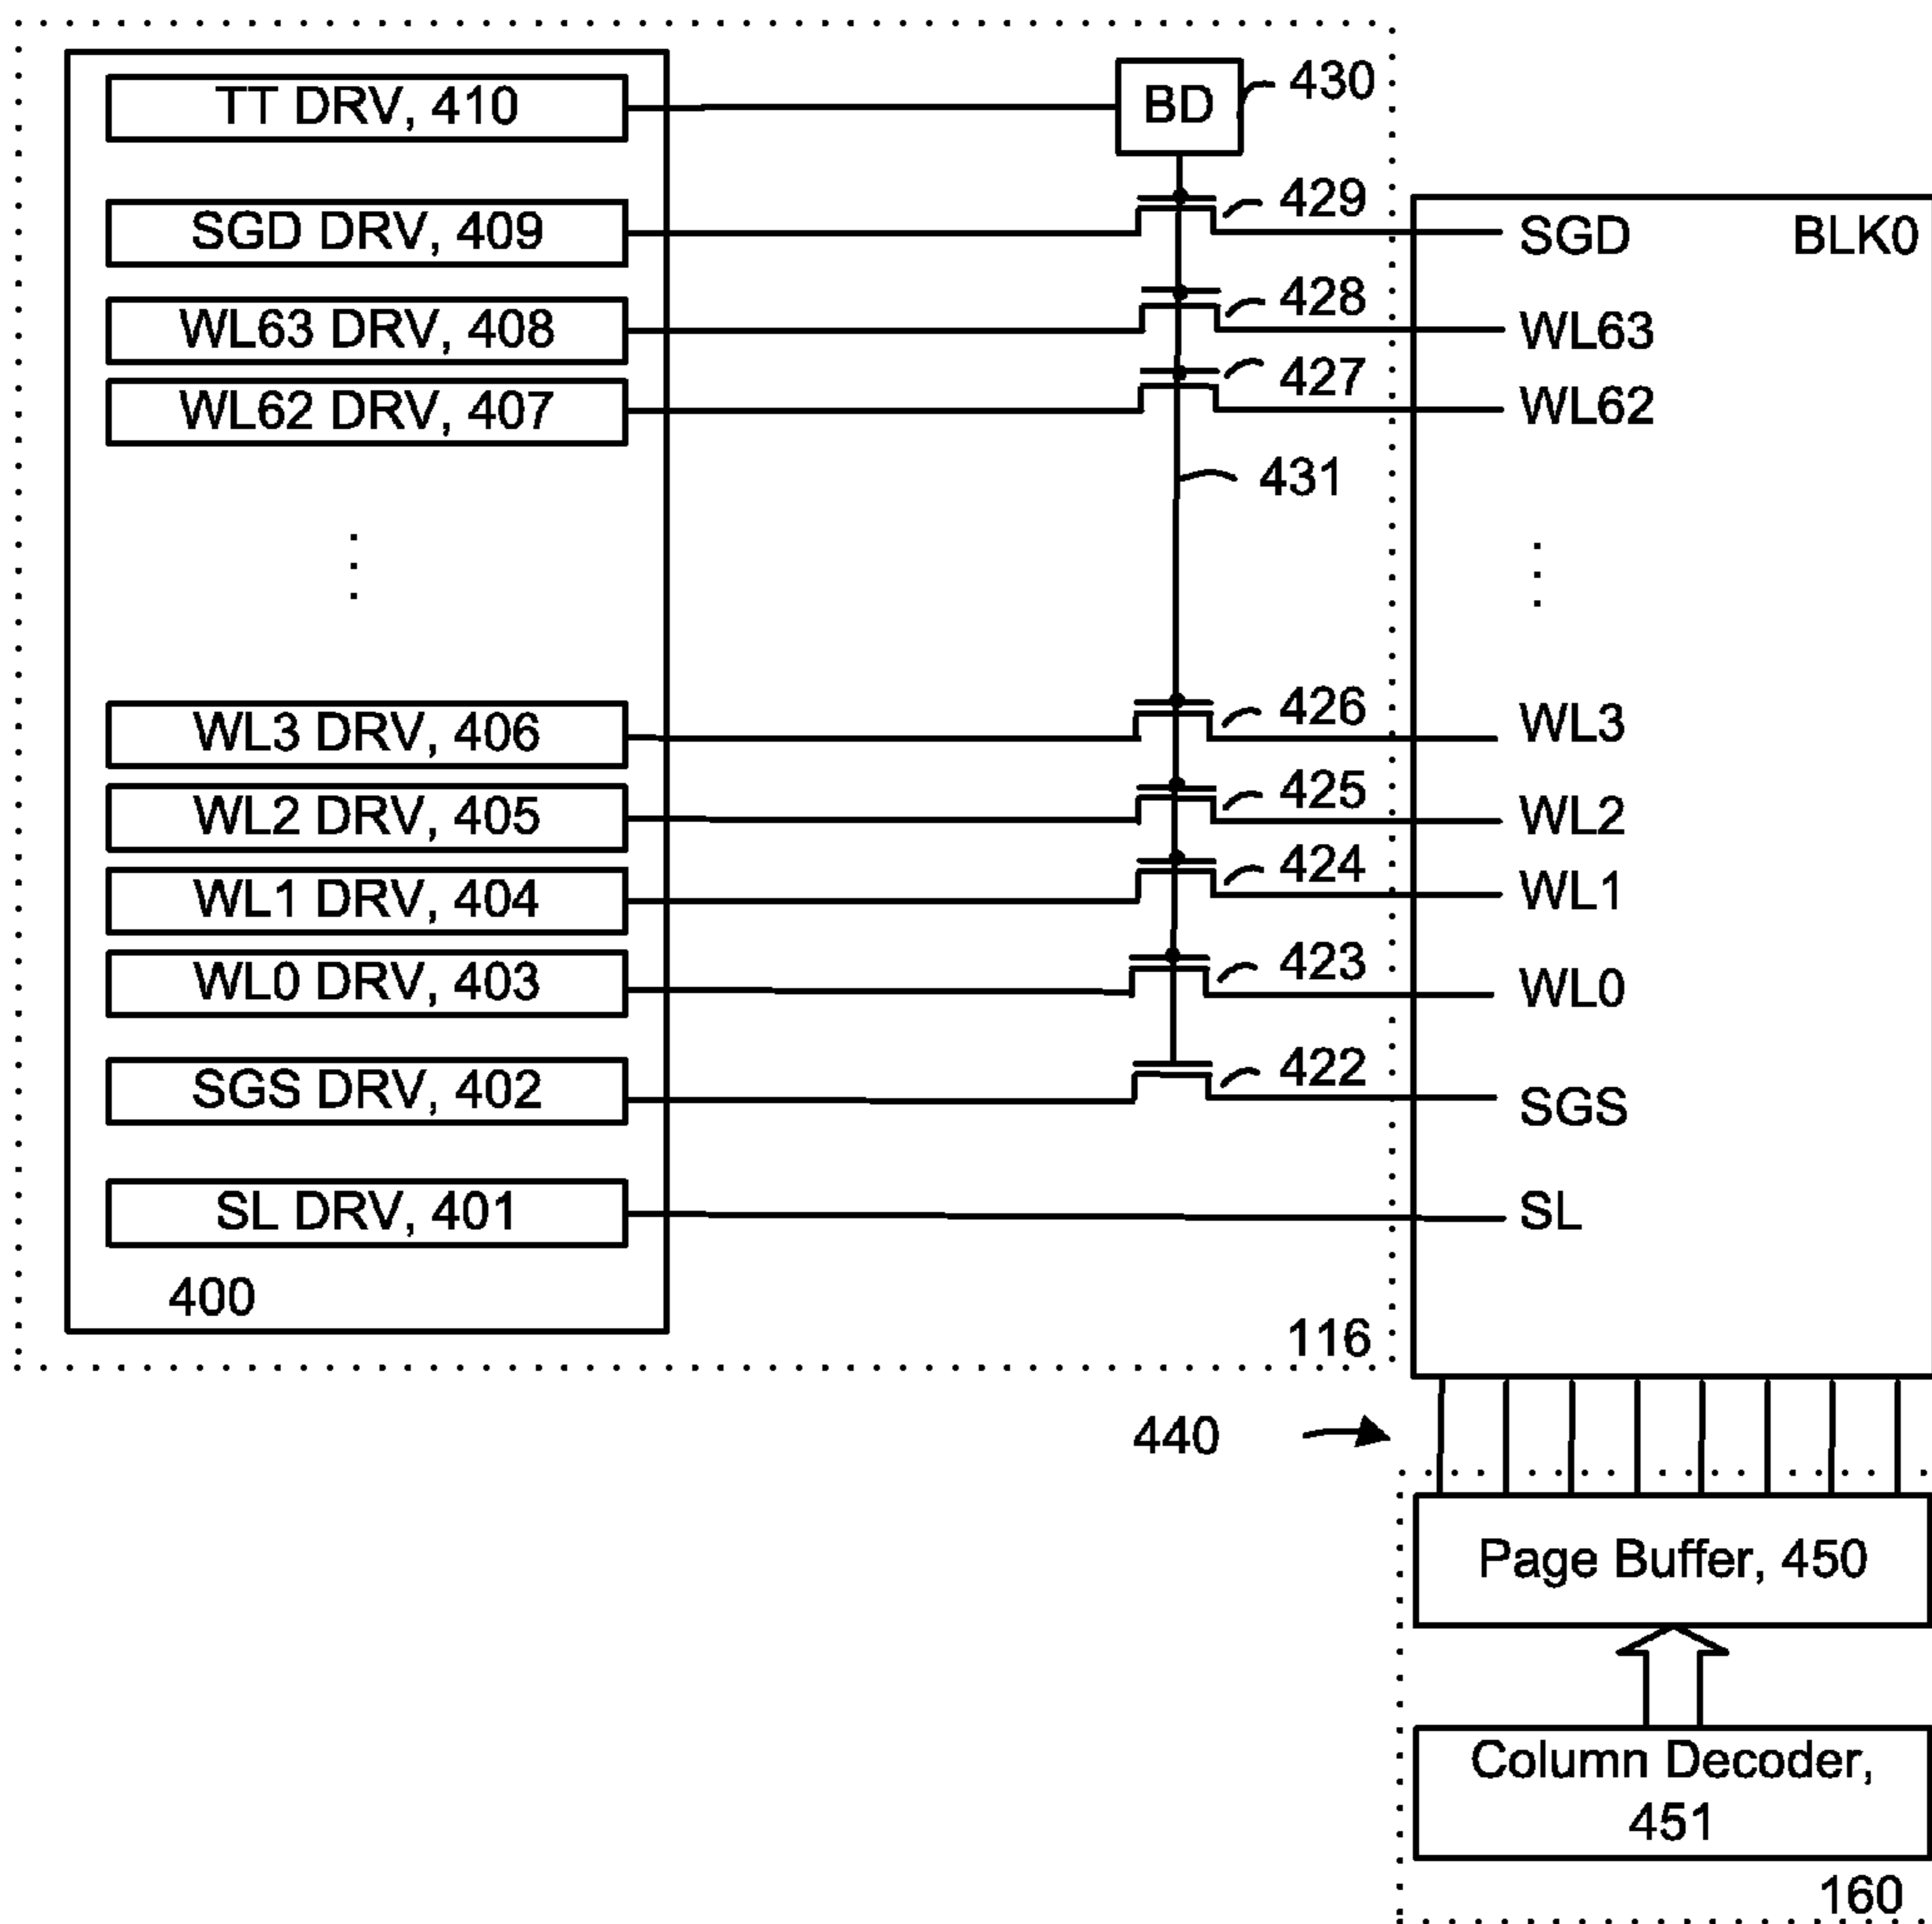 TT DRV, 410
BD
430
SGD DRV, 409
429
SGD
BLK0
WL63 DRV, 408
428
WL63
WL62 DRV, 407
427
WL62
431
WL3 DRV, 406
426
WL3
WL2 DRV, 405
425
WL2
WL1 DRV, 404
424
WL1
WL0 DRV, 403
423
WL0
SGS DRV, 402
422
SGS
SL DRV, 401
SL
400
116
440
Page Buffer, 450
Column Decoder,
451
160